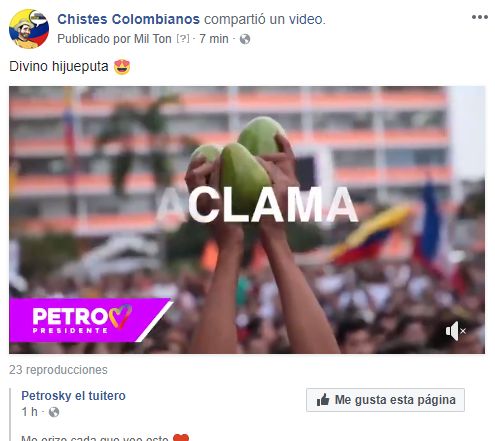 Chistes Colombianos compartió un video.
Publicado por Mil Ton [?] · 7 min ·
Divino hijueputa 😍
ACLAMA
PETRO
PRESIDENTE
23 reproducciones
Petrosky el tuitero
Me gusta esta página
1 h ·
Me erizo cada que veo esto ❤️